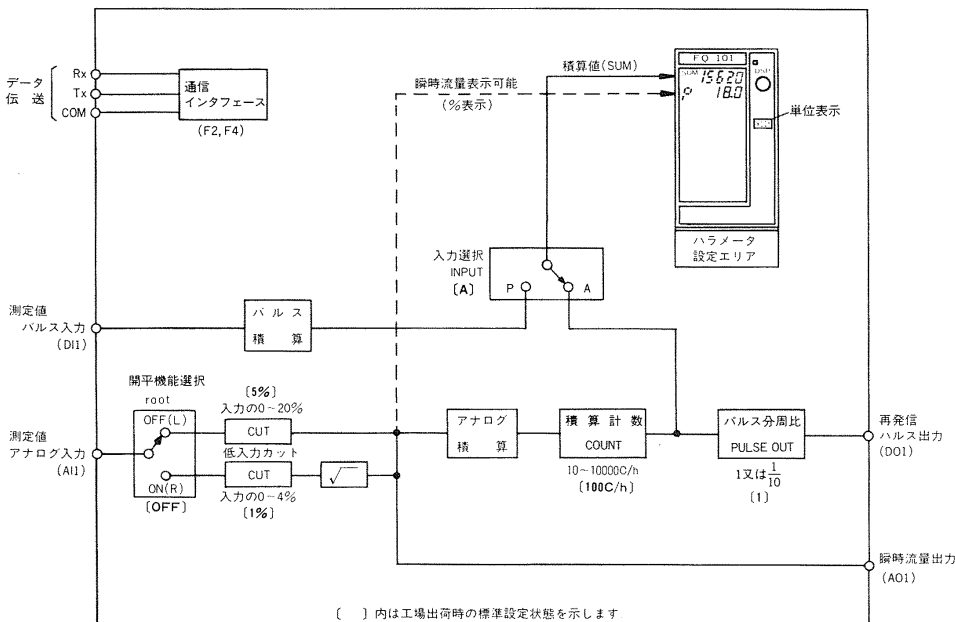 データ
伝送
Rx
Tx
COM
通信
インタフェース
(F2, F4)
瞬時流量表示可能
(%表示)
積算値(SUM)
FQ 101
SUM 15620
P 18.0
DSP
単位表示
ハラメータ
設定エリア
入力選択
INPUT
〔A〕
P
A
測定値
パルス入力
(DI1)
パルス
積算
開平機能選択
root
OFF(L)
ON(R)
〔OFF〕
測定値
アナログ入力
(AI1)
〔5%〕
入力の0~20%
CUT
低入力カット
CUT
入力の0~4%
〔1%〕
√
アナログ
積算
積算計数
COUNT
10~10000C/h
〔100C/h〕
パルス分周比
PULSE OUT
1又は1/10
〔1〕
再発信
ハルス出力
(DO1)
瞬時流量出力
(AO1)
〔 〕内は工場出荷時の標準設定状態を示します